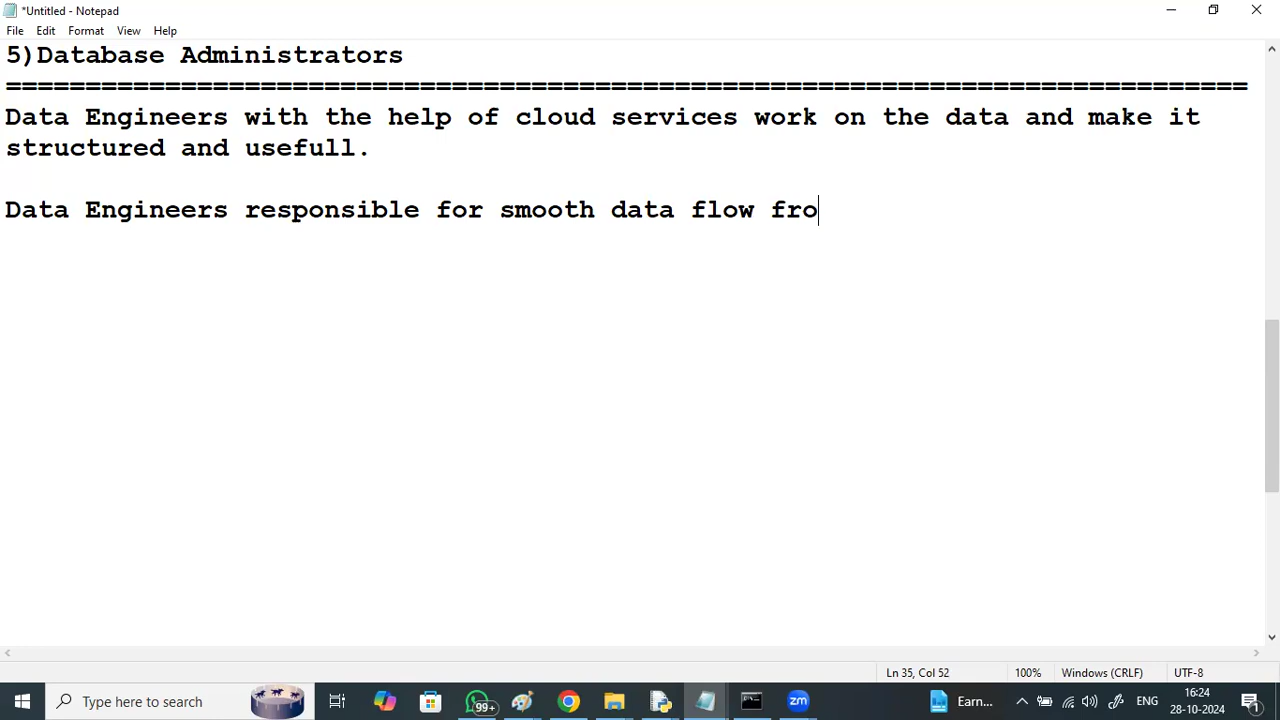 *Untitled - Notepad
File Edit Format View Help
5)Database Administrators
==============================================================================
Data Engineers with the help of cloud services work on the data and make it
structured and usefull.
Data Engineers responsible for smooth data flow fro
Ln 35, Col 52 100% Windows (CRLF) UTF-8
Type here to search 99+ zm Earn... ENG 16:24
28-10-2024 1